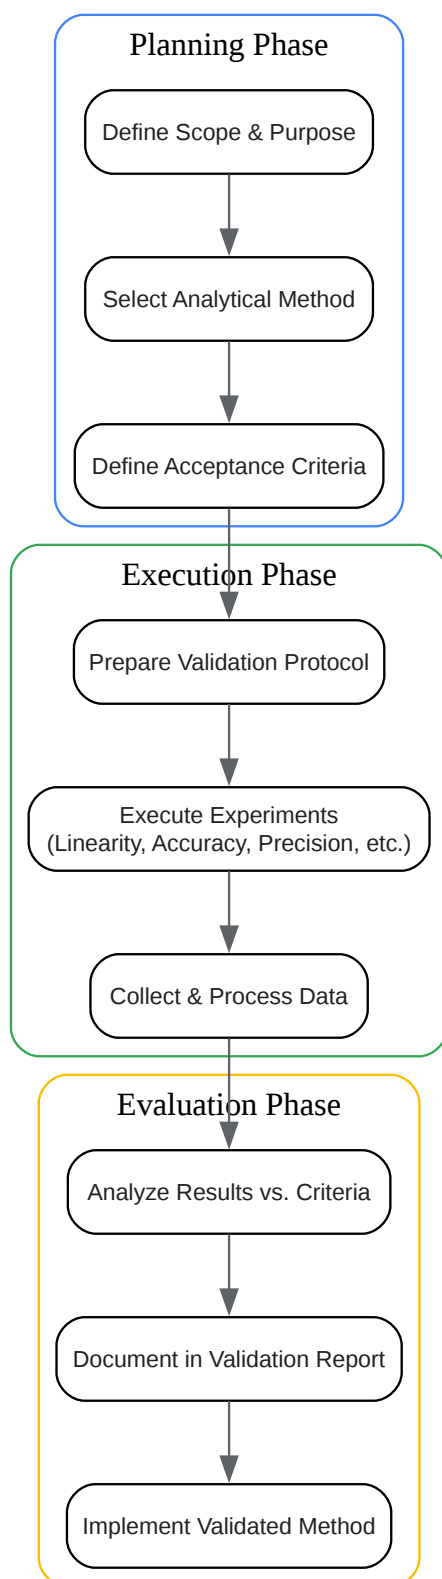 Planning Phase
Define Scope & Purpose
Select Analytical Method
Define Acceptance Criteria
Execution Phase
Prepare Validation Protocol
Execute Experiments
(Linearity, Accuracy, Precision, etc.)
Collect & Process Data
Evaluation Phase
Analyze Results vs. Criteria
Document in Validation Report
Implement Validated Method